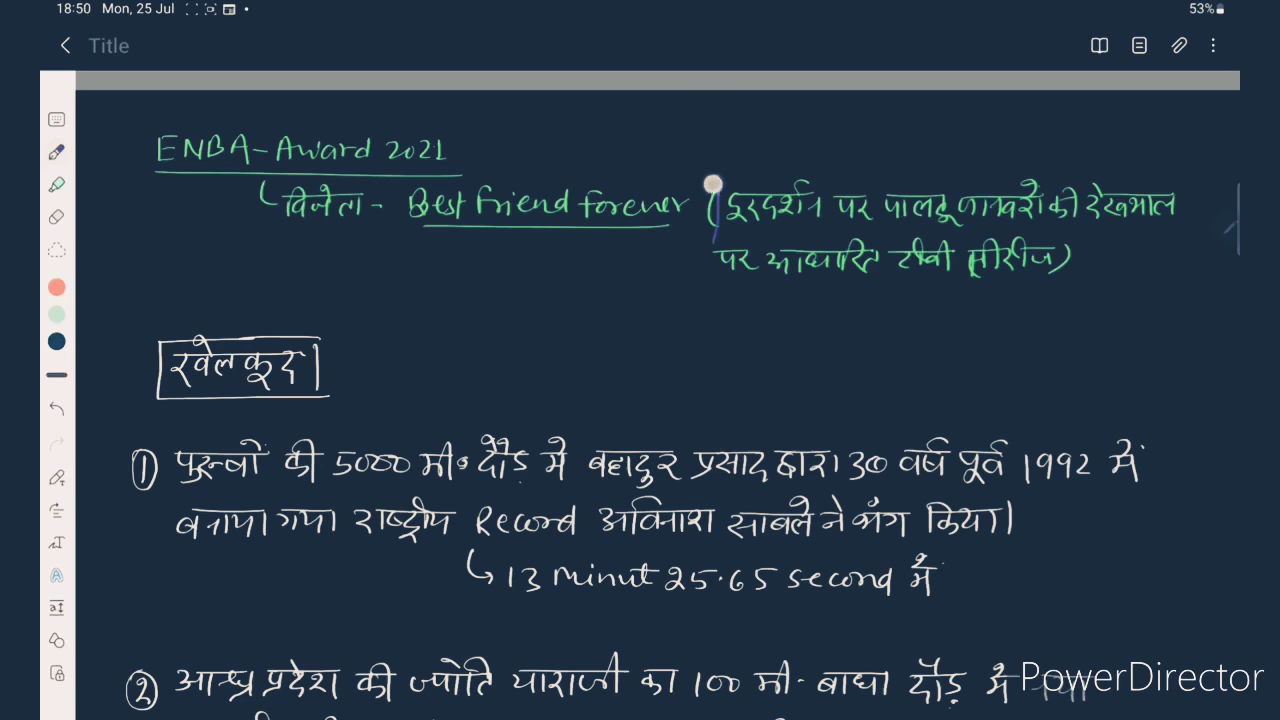 18:50 Mon, 25 Jul
53%
Title
ENBA-Award 2021
विजेता - Best friend forever (दूरदर्शन पर पालतू जानवरों की देखभाल
पर आधारित टीवी सीरीज)
खेलकूद
① पुरुषों की 5000 मी. दौड़ में बहादुर प्रसाद द्वारा 30 वर्ष पूर्व 1992 में
बनाया गया राष्ट्रीय Record अविनाश साबले ने भंग किया।
13 minut 25.65 second में
② आन्ध्र प्रदेश की ज्योति याराजी का 100 मी. बाधा दौड़ में
PowerDirector